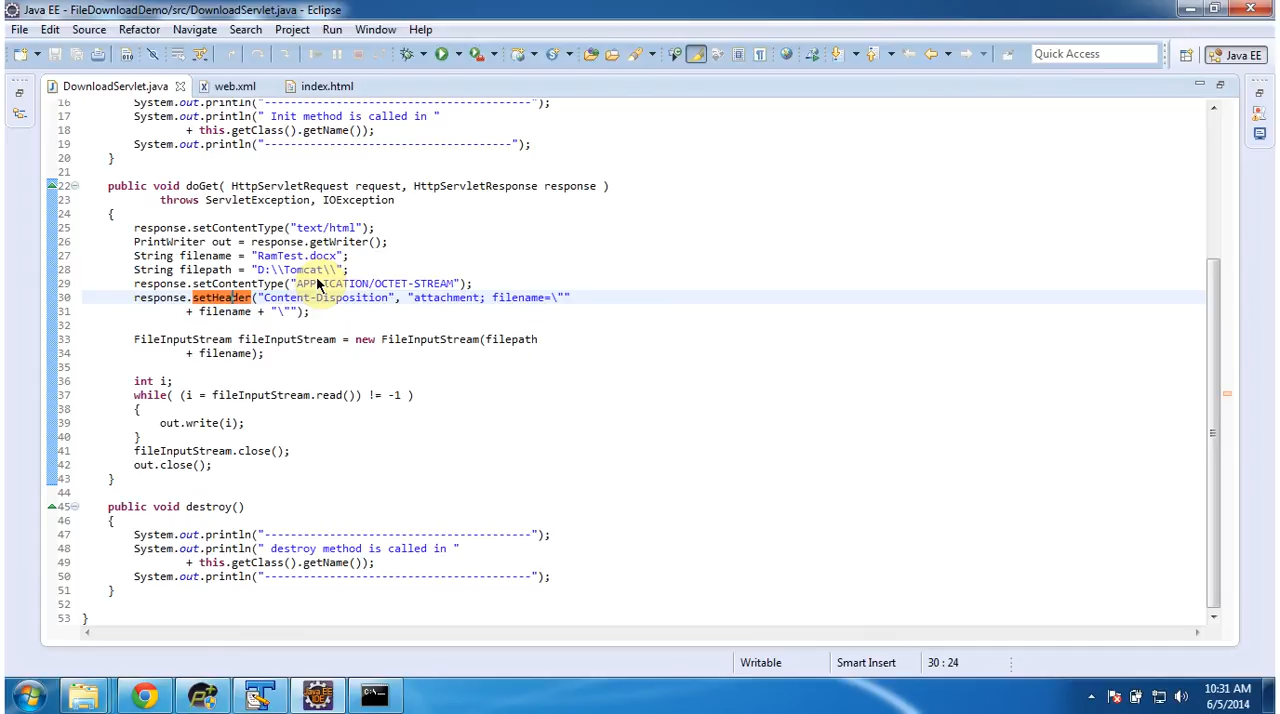 Java EE - FileDownloadDemo/src/DownloadServlet.java - Eclipse
File Edit Source Refactor Navigate Search Project Run Window Help
Quick Access Java EE
DownloadServlet.java web.xml index.html
16 System.out.println("-----------------------------------------");
17 System.out.println(" Init method is called in "
18 + this.getClass().getName());
19 System.out.println("--------------------------------------");
20 }
21
22 public void doGet( HttpServletRequest request, HttpServletResponse response )
23 throws ServletException, IOException
24 {
25 response.setContentType("text/html");
26 PrintWriter out = response.getWriter();
27 String filename = "RamTest.docx";
28 String filepath = "D:\\Tomcat\\";
29 response.setContentType("APPLICATION/OCTET-STREAM");
30 response.setHeader("Content-Disposition", "attachment; filename=\""
31 + filename + "\"");
32
33 FileInputStream fileInputStream = new FileInputStream(filepath
34 + filename);
35
36 int i;
37 while( (i = fileInputStream.read()) != -1 )
38 {
39 out.write(i);
40 }
41 fileInputStream.close();
42 out.close();
43 }
44
45 public void destroy()
46 {
47 System.out.println("-----------------------------------------");
48 System.out.println(" destroy method is called in "
49 + this.getClass().getName());
50 System.out.println("-----------------------------------------");
51 }
52
53 }
Writable Smart Insert 30 : 24
Java EE IDE
10:31 AM
6/5/2014